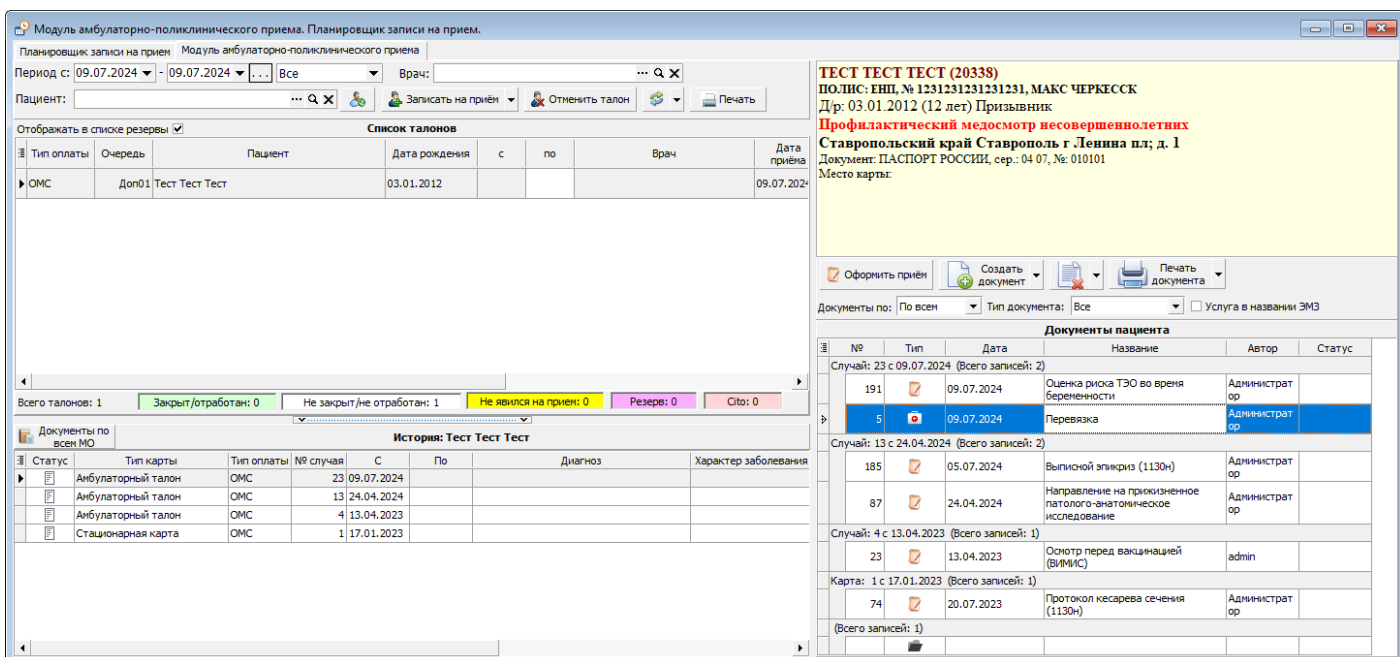 Модуль амбулаторно-поликлинического приема. Планировщик записи на прием.
Планировщик записи на прием Модуль амбулаторно-поликлинического приема
Период с: 09.07.2024 - 09.07.2024 ... Все Врач: ...
Пациент: ... Записать на приём Отменить талон Печать
Отображать в списке резервы Список талонов
Тип оплаты Очередь Пациент Дата рождения с по Врач Дата приёма
ОМС Доп01 Тест Тест Тест 03.01.2012 09.07.2024
Всего талонов: 1 Закрыт/отработан: 0 Не закрыт/не отработан: 1 Не явился на прием: 0 Резерв: 0 Cito: 0
Документы по всем МО История: Тест Тест Тест
Статус Тип карты Тип оплаты № случая С По Диагноз Характер заболевания
Амбулаторный талон ОМС 23 09.07.2024
Амбулаторный талон ОМС 13 24.04.2024
Амбулаторный талон ОМС 4 13.04.2023
Стационарная карта ОМС 1 17.01.2023
ТЕСТ ТЕСТ ТЕСТ (20338)
ПОЛИС: ЕНП, № 1231231231231231, МАКС ЧЕРКЕССК
Д/р: 03.01.2012 (12 лет) Призывник
Профилактический медосмотр несовершеннолетних
Ставропольский край Ставрополь г Ленина пл; д. 1
Документ: ПАСПОРТ РОССИИ, сер.: 04 07, №: 010101
Место карты:
Оформить приём Создать документ Печать документа
Документы по: По всем Тип документа: Все Услуга в названии ЭМЗ
Документы пациента
№ Тип Дата Название Автор Статус
Случай: 23 с 09.07.2024 (Всего записей: 2)
191 09.07.2024 Оценка риска ТЭО во время беременности Администратор
5 09.07.2024 Перевязка Администратор
Случай: 13 с 24.04.2024 (Всего записей: 2)
185 05.07.2024 Выписной эпикриз (1130н) Администратор
87 24.04.2024 Направление на прижизненное патолого-анатомическое исследование Администратор
Случай: 4 с 13.04.2023 (Всего записей: 1)
23 13.04.2023 Осмотр перед вакцинацией (ВИМИС) admin
Карта: 1 с 17.01.2023 (Всего записей: 1)
74 20.07.2023 Протокол кесарева сечения (1130н) Администратор
(Всего записей: 1)